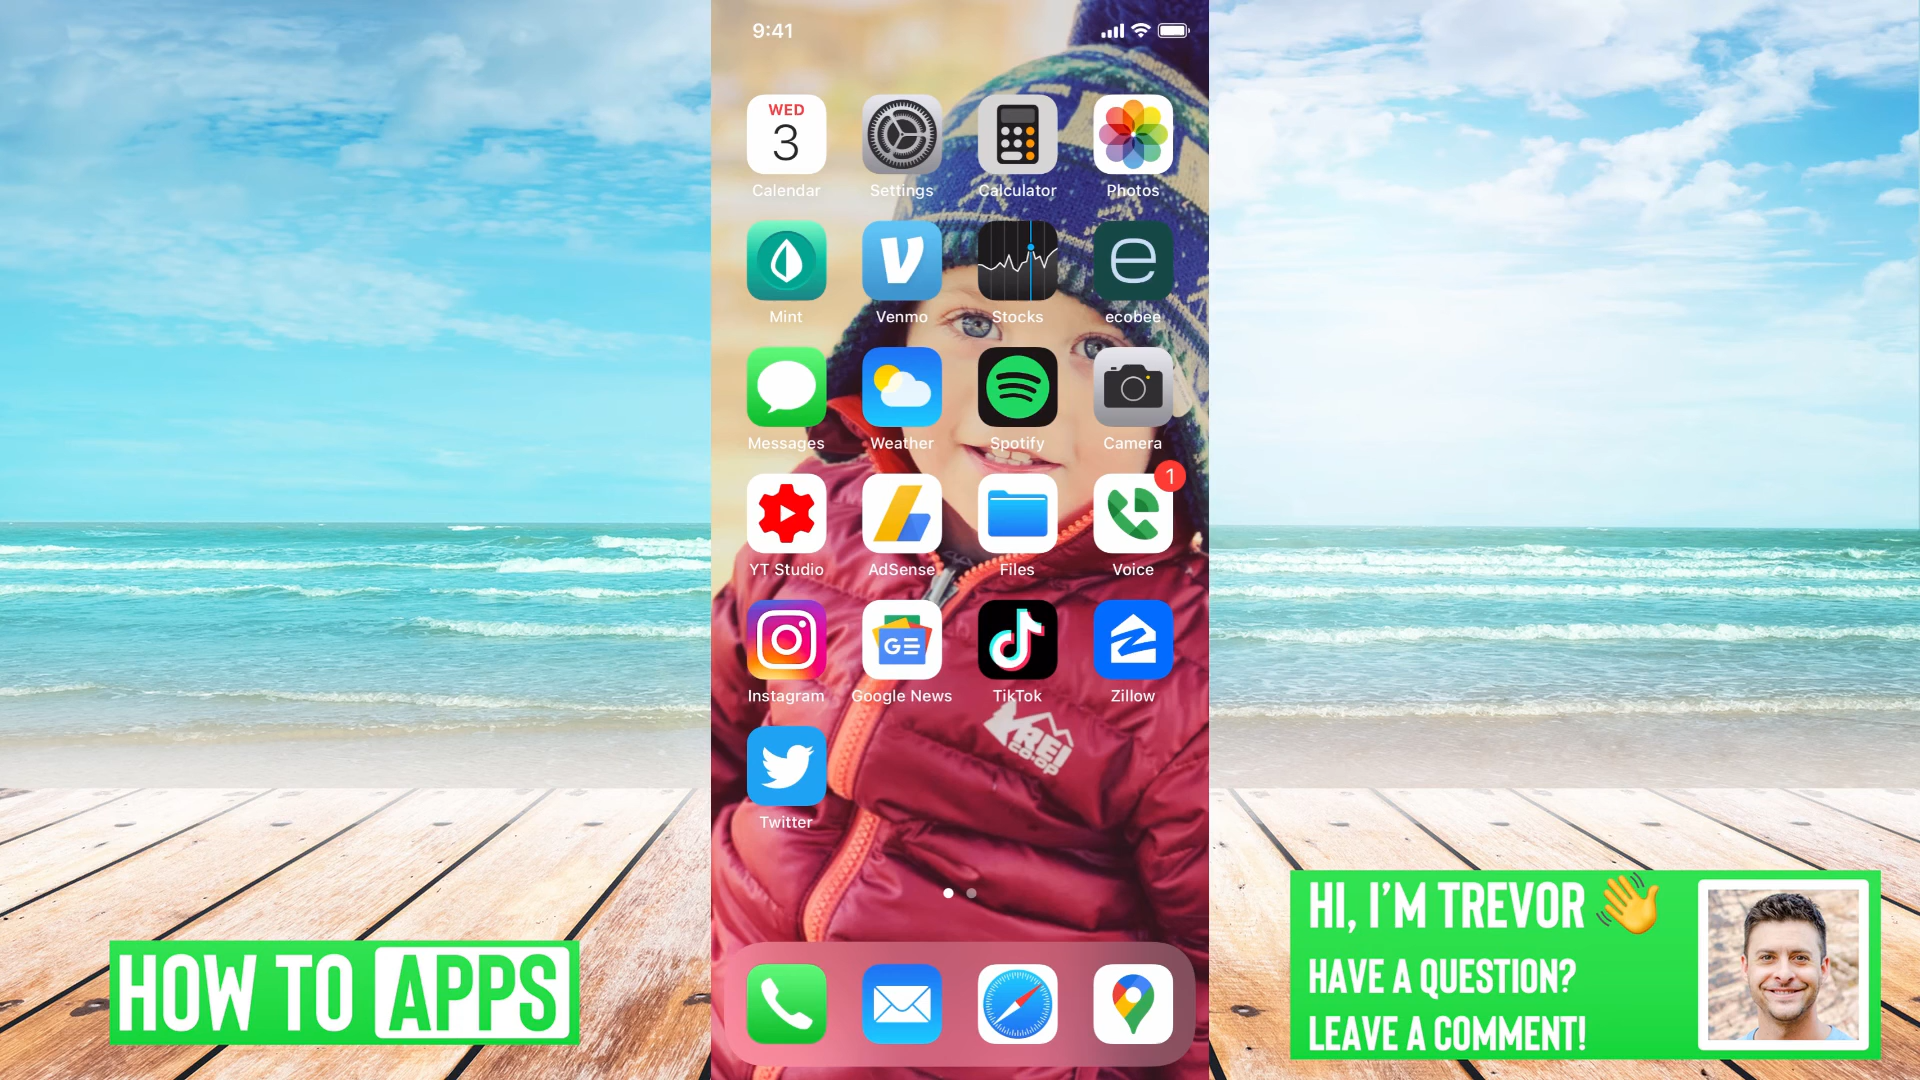 9:41
WED
3
Calendar
Settings
Calculator
Photos
Mint
Venmo
Stocks
e
ecobee
Messages
Weather
Spotify
Camera
1
YT Studio
AdSense
Files
Voice
GE
Instagram
Google News
TikTok
Zillow
REI
CO·OP
Twitter
HOW TO APPS
HI, I'M TREVOR
HAVE A QUESTION?
LEAVE A COMMENT!